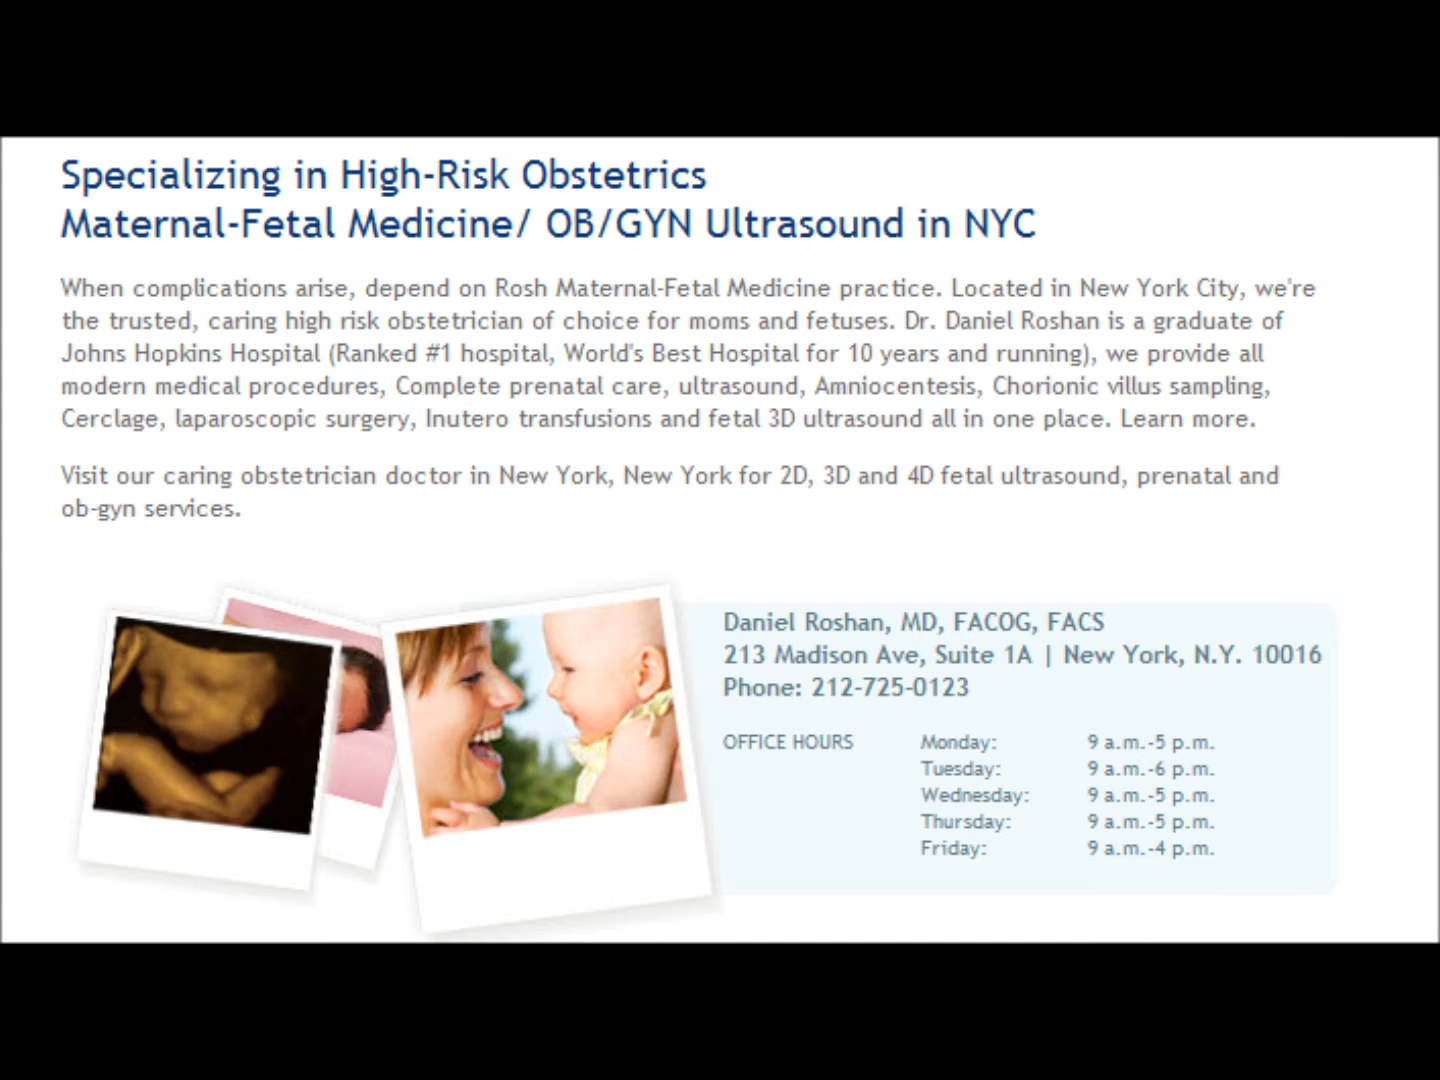 Specializing in High-Risk Obstetrics
Maternal-Fetal Medicine/ OB/GYN Ultrasound in NYC
When complications arise, depend on Rosh Maternal-Fetal Medicine practice. Located in New York City, we're
the trusted, caring high risk obstetrician of choice for moms and fetuses. Dr. Daniel Roshan is a graduate of
Johns Hopkins Hospital (Ranked #1 hospital, World's Best Hospital for 10 years and running), we provide all
modern medical procedures, Complete prenatal care, ultrasound, Amniocentesis, Chorionic villus sampling,
Cerclage, laparoscopic surgery, Inutero transfusions and fetal 3D ultrasound all in one place. Learn more.
Visit our caring obstetrician doctor in New York, New York for 2D, 3D and 4D fetal ultrasound, prenatal and
ob-gyn services.
Daniel Roshan, MD, FACOG, FACS
213 Madison Ave, Suite 1A | New York, N.Y. 10016
Phone: 212-725-0123
OFFICE HOURS Monday: 9 a.m.-5 p.m.
Tuesday: 9 a.m.-6 p.m.
Wednesday: 9 a.m.-5 p.m.
Thursday: 9 a.m.-5 p.m.
Friday: 9 a.m.-4 p.m.